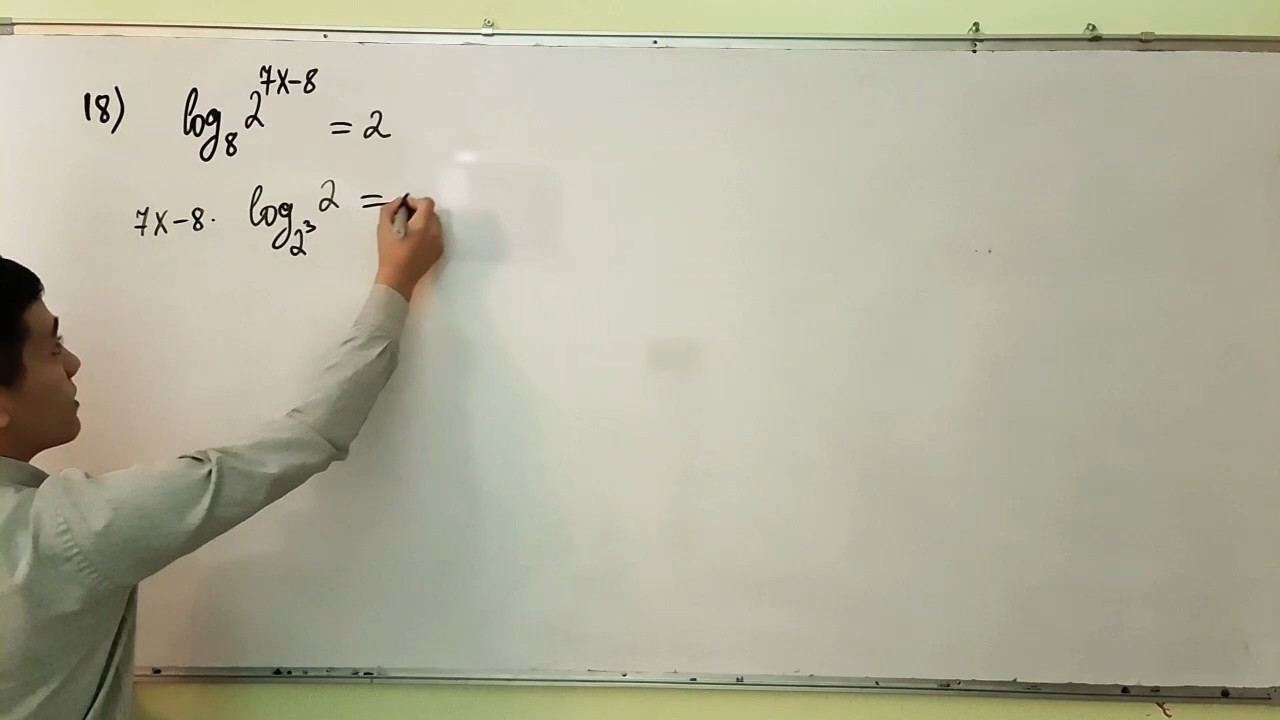 18) log₈ 2^(7x-8) = 2
7x-8 · log_(2³) 2 =